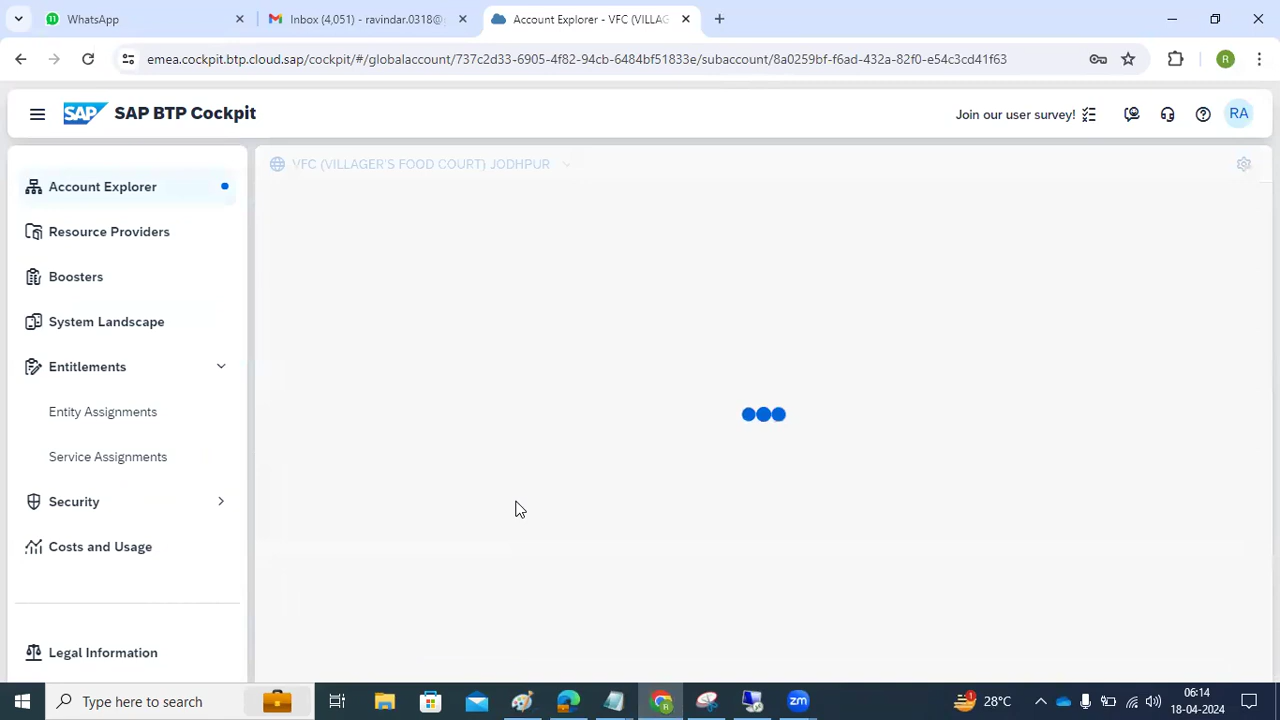 WhatsApp
Inbox (4,051) - ravindar.0318@
Account Explorer - VFC (VILLAG
emea.cockpit.btp.cloud.sap/cockpit/#/globalaccount/737c2d33-6905-4f82-94cb-6484bf51833e/subaccount/8a0259bf-f6ad-432a-82f0-e54c3cd41f63
R
SAP
SAP BTP Cockpit
Join our user survey!
RA
Account Explorer
VFC (VILLAGER'S FOOD COURT) JODHPUR
Resource Providers
Boosters
System Landscape
Entitlements
Entity Assignments
Service Assignments
Security
Costs and Usage
Legal Information
Type here to search
zm
1
28°C
06:14
18-04-2024